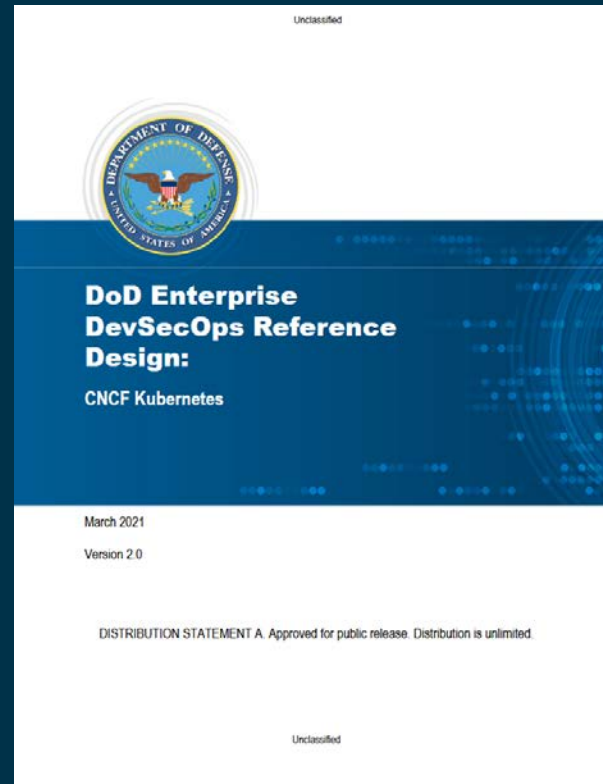 Unclassified
DEPARTMENT OF DEFENSE
UNITED STATES OF AMERICA
DoD Enterprise
DevSecOps Reference
Design:
CNCF Kubernetes
March 2021
Version 2.0
DISTRIBUTION STATEMENT A. Approved for public release. Distribution is unlimited.
Unclassified